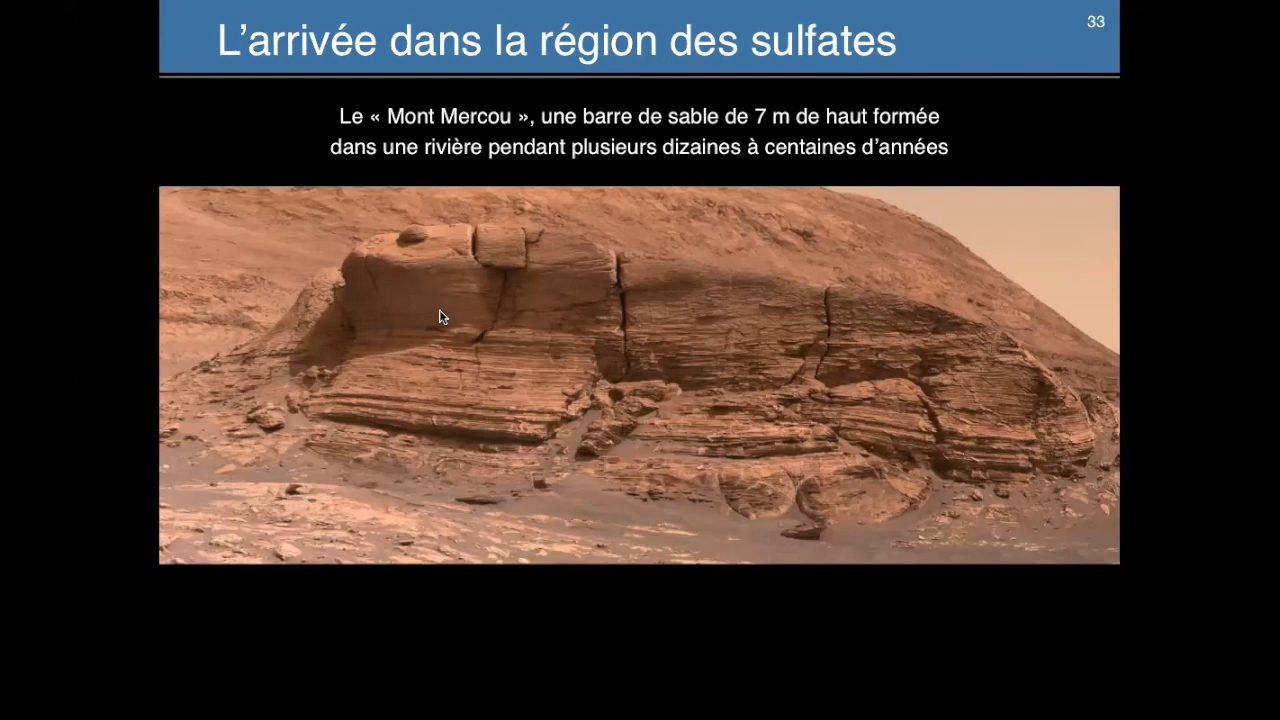 L’arrivée dans la région des sulfates
33
Le « Mont Mercou », une barre de sable de 7 m de haut formée
dans une rivière pendant plusieurs dizaines à centaines d’années